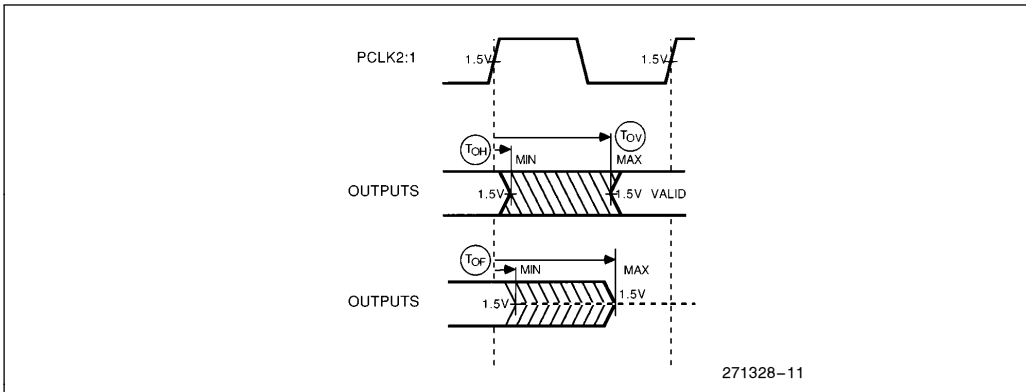 PCLK2:1
1.5V
1.5V
TOH
TOV
MIN
MAX
OUTPUTS
1.5V
1.5V
VALID
TOF
MIN
MAX
OUTPUTS
1.5V
1.5V
271328–11